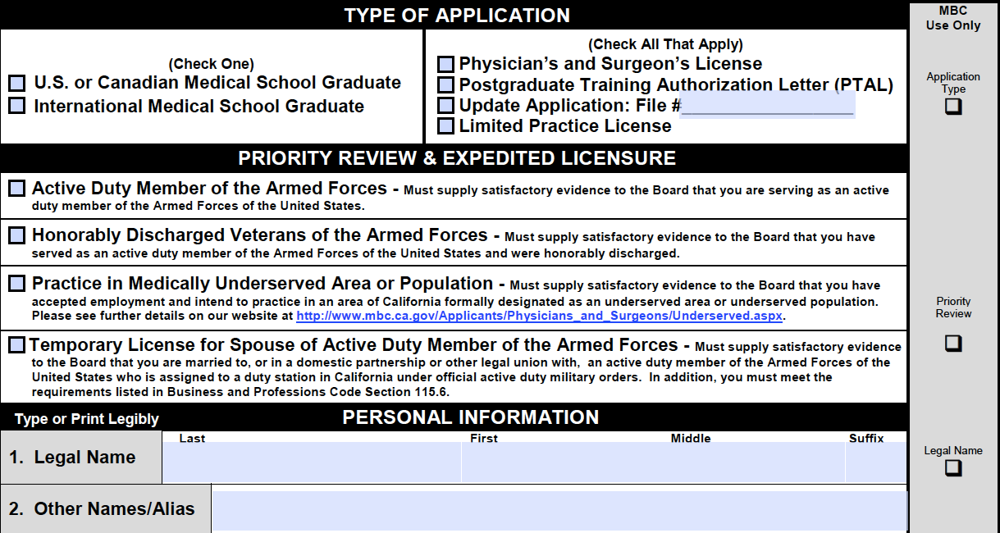 TYPE OF APPLICATION
(Check One)
U.S. or Canadian Medical School Graduate
International Medical School Graduate
(Check All That Apply)
Physician’s and Surgeon’s License
Postgraduate Training Authorization Letter (PTAL)
Update Application: File #___________________
Limited Practice License
MBC
Use Only
Application
Type
PRIORITY REVIEW & EXPEDITED LICENSURE
Active Duty Member of the Armed Forces - Must supply satisfactory evidence to the Board that you are serving as an active
duty member of the Armed Forces of the United States.
Honorably Discharged Veterans of the Armed Forces - Must supply satisfactory evidence to the Board that you have
served as an active duty member of the Armed Forces of the United States and were honorably discharged.
Practice in Medically Underserved Area or Population - Must supply satisfactory evidence to the Board that you have
accepted employment and intend to practice in an area of California formally designated as an underserved area or underserved population.
Please see further details on our website at http://www.mbc.ca.gov/Applicants/Physicians_and_Surgeons/Underserved.aspx.
Temporary License for Spouse of Active Duty Member of the Armed Forces - Must supply satisfactory evidence
to the Board that you are married to, or in a domestic partnership or other legal union with, an active duty member of the Armed Forces of the
United States who is assigned to a duty station in California under official active duty military orders. In addition, you must meet the
requirements listed in Business and Professions Code Section 115.6.
Priority
Review
Type or Print Legibly
PERSONAL INFORMATION
1. Legal Name
Last First Middle Suffix
Legal Name
2. Other Names/Alias